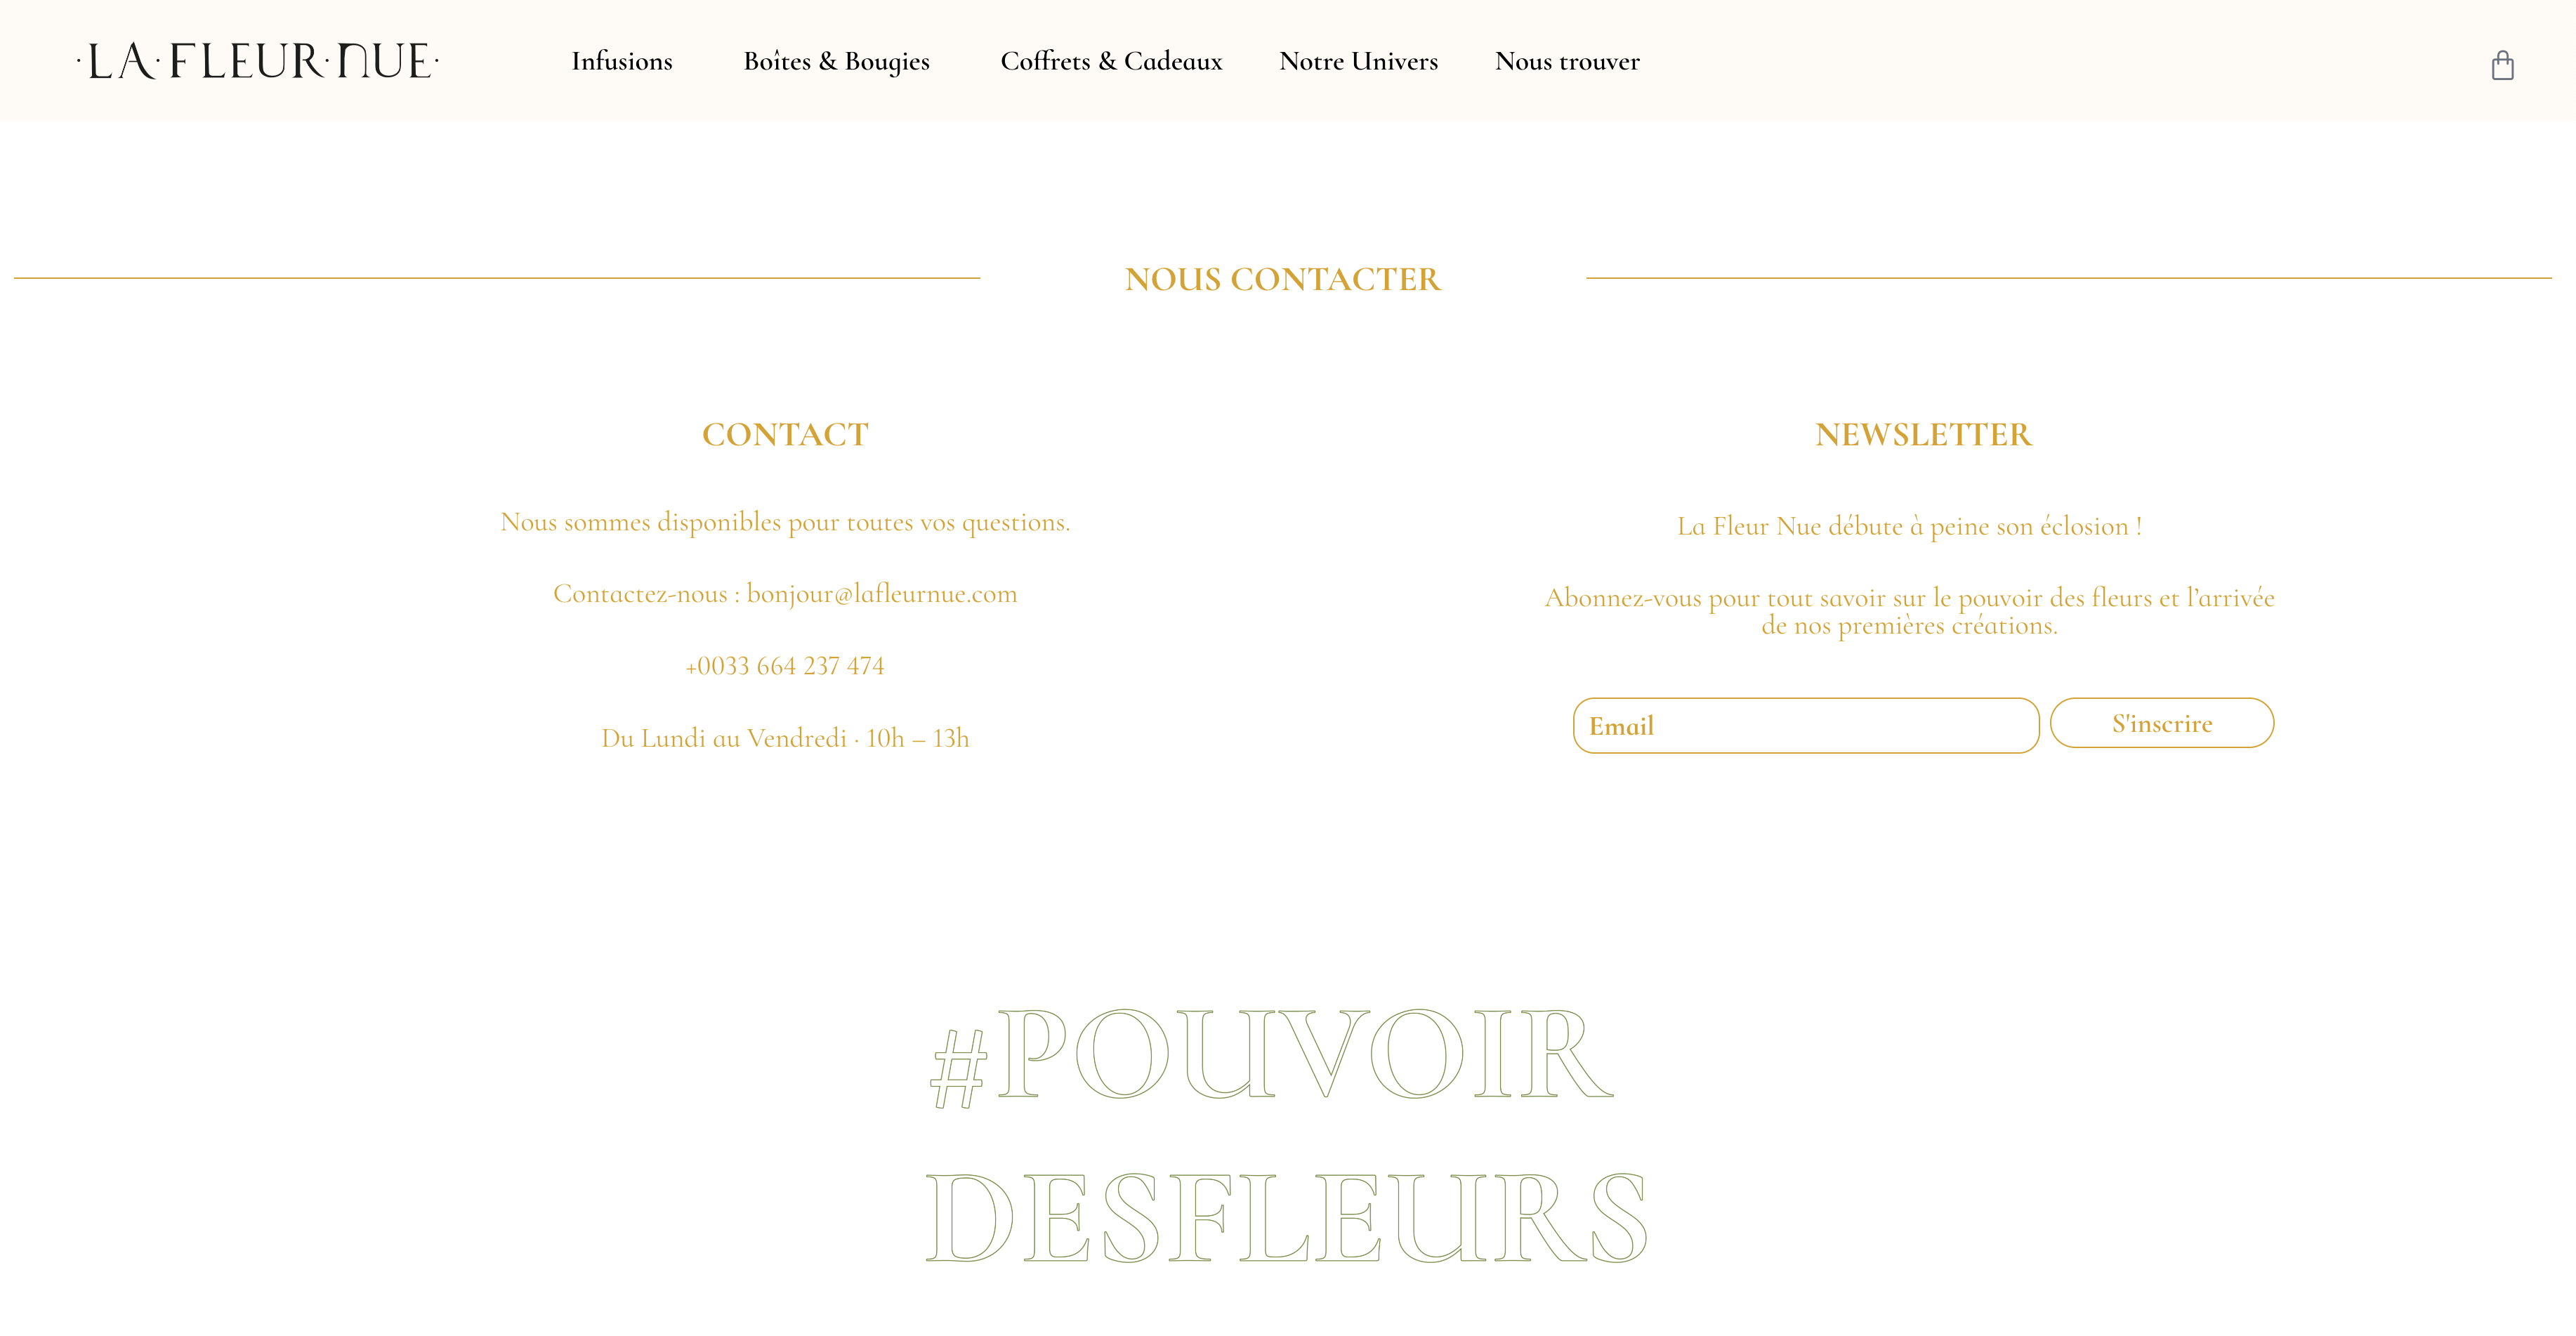 ·LA·FLEUR·NUE·
Infusions
Boîtes & Bougies
Coffrets & Cadeaux
Notre Univers
Nous trouver
NOUS CONTACTER
CONTACT
Nous sommes disponibles pour toutes vos questions.
Contactez-nous : bonjour@lafleurnue.com
+0033 664 237 474
Du Lundi au Vendredi · 10h – 13h
NEWSLETTER
La Fleur Nue débute à peine son éclosion !
Abonnez-vous pour tout savoir sur le pouvoir des fleurs et l’arrivée
de nos premières créations.
Email
S'inscrire
#POUVOIR
DESFLEURS